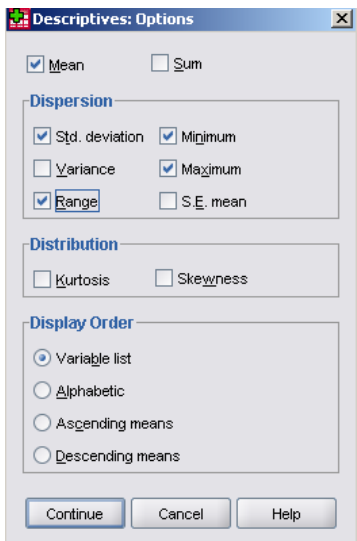 Descriptives: Options
Mean Sum
Dispersion
Std. deviation Minimum
Variance Maximum
Range S.E. mean
Distribution
Kurtosis Skewness
Display Order
Variable list
Alphabetic
Ascending means
Descending means
Continue Cancel Help